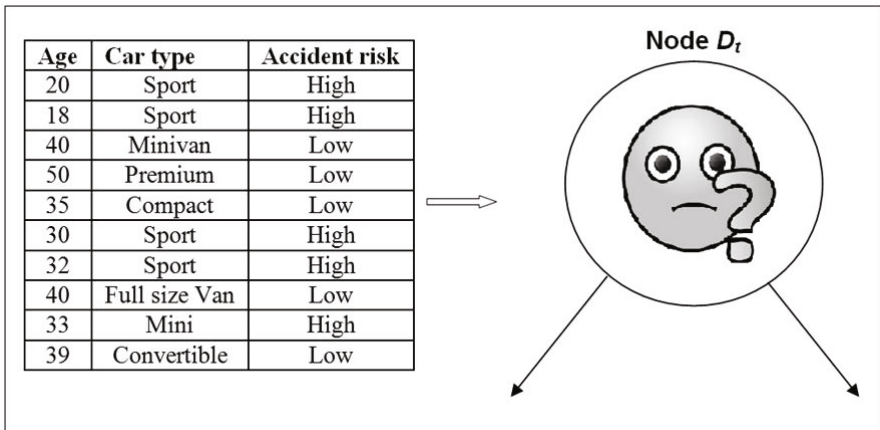 Age Car type Accident risk
20 Sport High
18 Sport High
40 Minivan Low
50 Premium Low
35 Compact Low
30 Sport High
32 Sport High
40 Full size Van Low
33 Mini High
39 Convertible Low
Node Dt
?